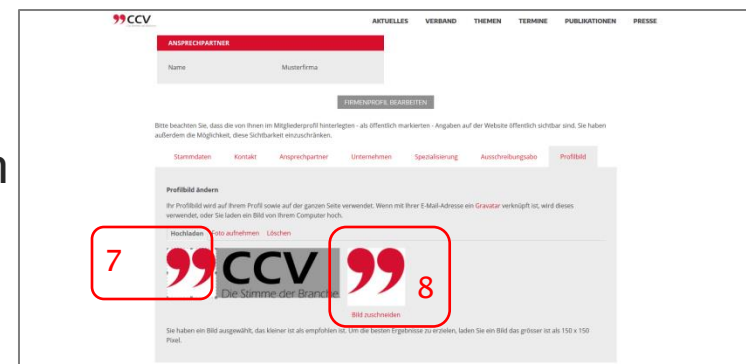 CCV
AKTUELLES VERBAND THEMEN TERMINE PUBLIKATIONEN PRESSE
ANSPRECHPARTNER
Name Musterfirma
FIRMENPROFIL BEARBEITEN
Bitte beachten Sie, dass die von Ihnen im Mitgliederprofil hinterlegten - als öffentlich markierten - Angaben auf der Website öffentlich sichtbar sind, Sie haben
außerdem die Möglichkeit, diese Sichtbarkeit einzuschränken.
Stammdaten Kontakt Ansprechpartner Unternehmen Spezialisierung Ausschreibungsabo Profilbild
n
Profilbild ändern
Ihr Profilbild wird auf Ihrem Profil sowie auf der ganzen Seite verwendet. Wenn mit Ihrer E-Mail-Adresse ein Gravatar verknüpft ist, wird dieses
verwendet, oder Sie laden ein Bild von Ihrem Computer hoch.
Hochladen Foto aufnehmen Löschen
7
CCV
Die Stimme der Branche
8
Bild zuschneiden
Sie haben ein Bild ausgewählt, das kleiner ist als empfohlen ist. Um die besten Ergebnisse zu erzielen, laden Sie ein Bild das grösser ist als 150 x 150
Pixel.